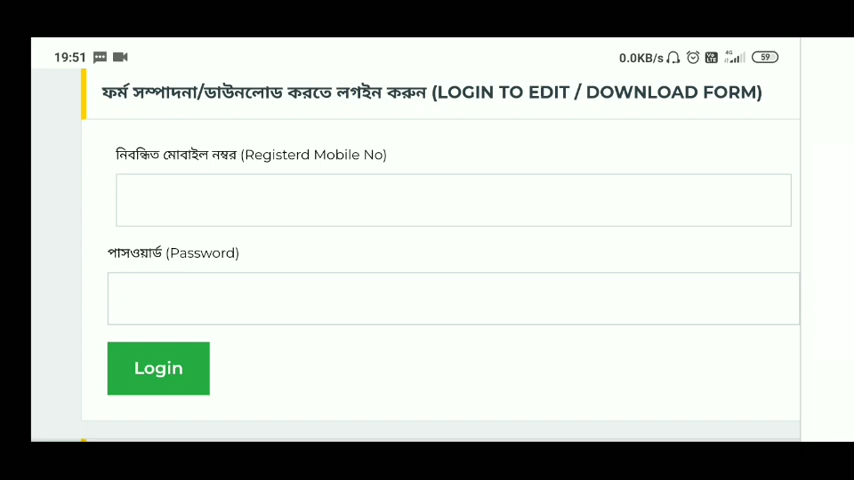 19:51
0.0KB/s 4G 59
ফর্ম সম্পাদনা/ডাউনলোড করতে লগইন করুন (LOGIN TO EDIT / DOWNLOAD FORM)
নিবন্ধিত মোবাইল নম্বর (Registerd Mobile No)
পাসওয়ার্ড (Password)
Login